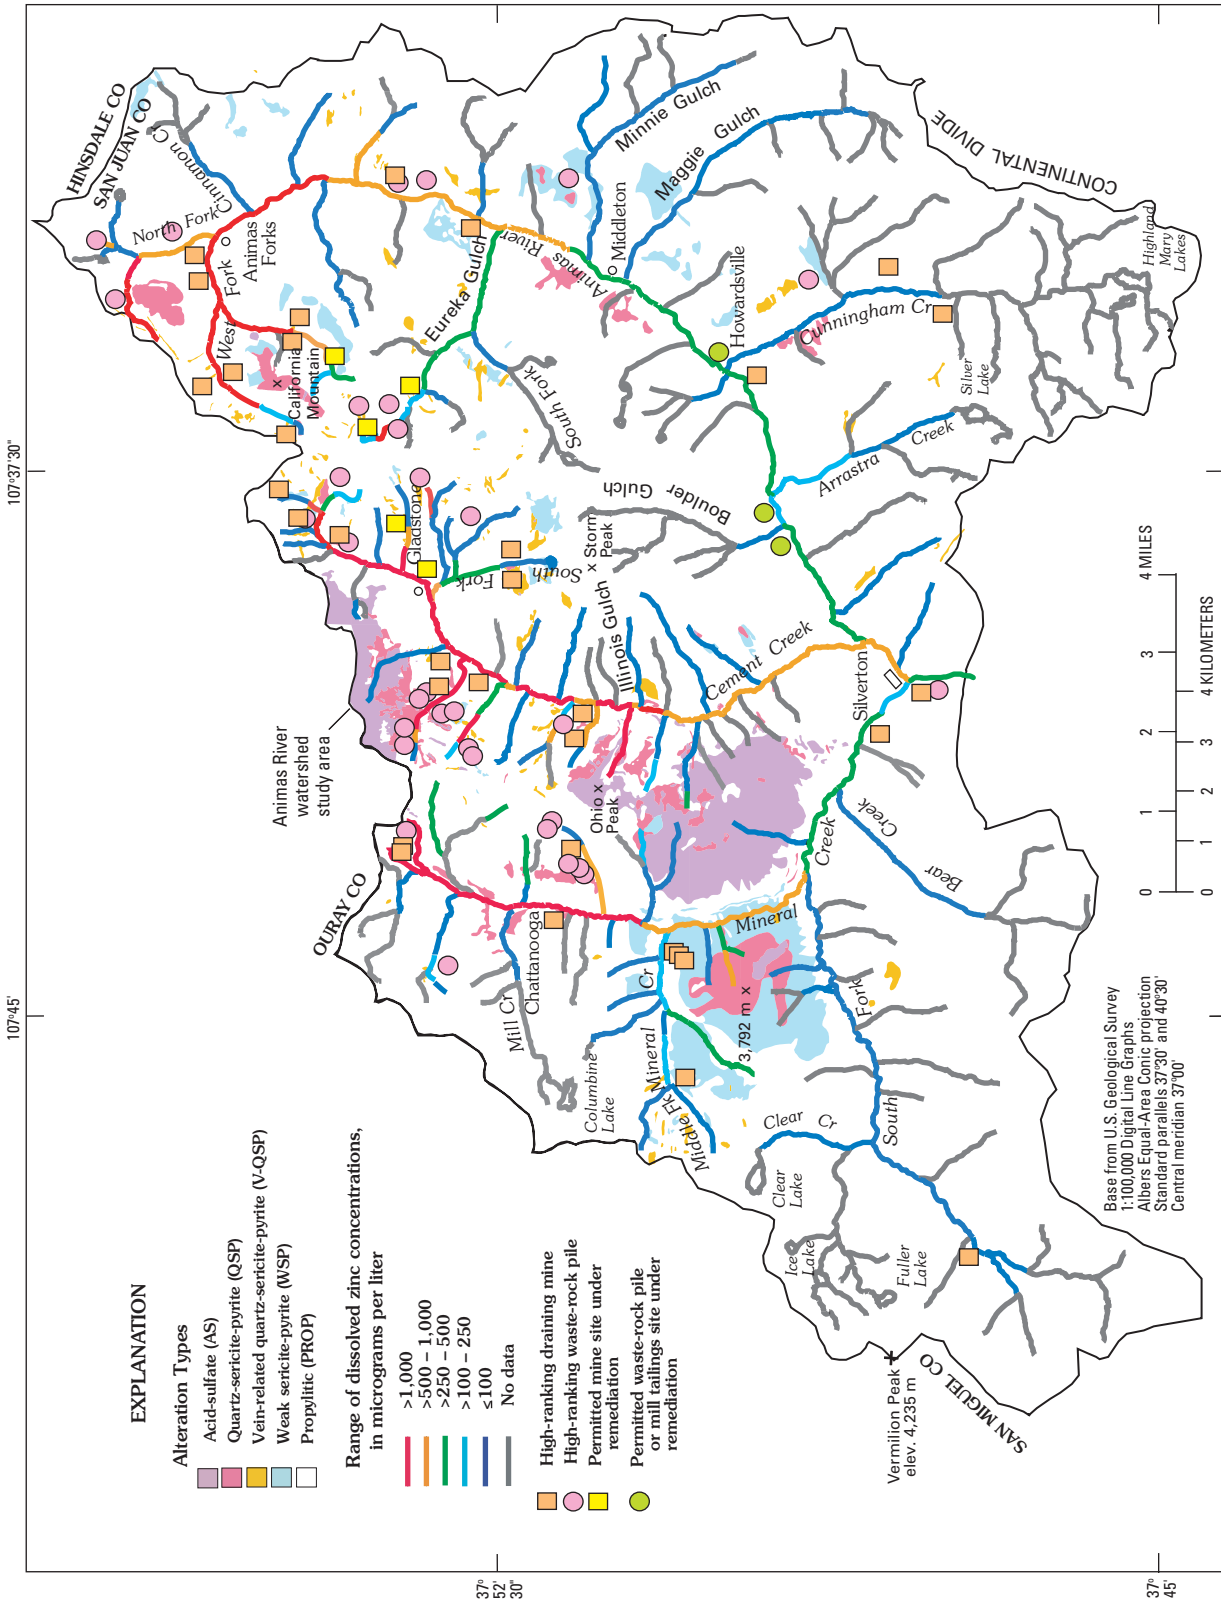 EXPLANATION
Alteration Types
Acid-sulfate (AS)
Quartz-sericite-pyrite (QSP)
Vein-related quartz-sericite-pyrite (V-QSP)
Weak sericite-pyrite (WSP)
Propylitic (PROP)
Range of dissolved zinc concentrations,
in micrograms per liter
>1,000
>500 – 1,000
>250 – 500
>100 – 250
≤100
No data
High-ranking draining mine
High-ranking waste-rock pile
Permitted mine site under
remediation
Permitted waste-rock pile
or mill tailings site under
remediation
107°45'
107°37'30"
37°
52'
30"
37°
45'
HINSDALE CO
SAN JUAN CO
OURAY CO
SAN MIGUEL CO
CONTINENTAL DIVIDE
Animas River
watershed
study area
Cinnamon Cr
North Fork
Animas
Forks
West
Fork
California
Mountain
x
Eureka Gulch
South Fork
Animas
River
Minnie Gulch
Maggie Gulch
Middleton
Howardsville
Cunningham Cr
Highland
Mary
Lakes
Silver
Lake
Arrastra
Creek
Boulder Gulch
Gladstone
South
Fork
x Storm
Peak
Illinois Gulch
Cement Creek
Silverton
Ohio x
Peak
Mineral
Creek
Bear
Creek
Chattanooga
Mill Cr
Columbine
Lake
Middle Fk Mineral Cr
3,792 m x
South
Fork
Clear Cr
Clear
Lake
Ice
Lake
Fuller
Lake
Vermilion Peak
elev. 4,235 m
0 1 2 3 4 MILES
0 1 2 3 4 KILOMETERS
Base from U.S. Geological Survey
1:100,000 Digital Line Graphs
Albers Equal-Area Conic projection
Standard parallels 37°30' and 40°30'
Central meridian 37°00'